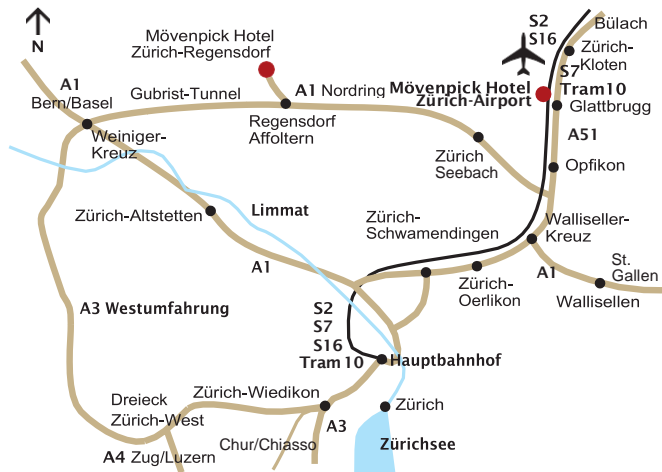 S2
S16
Bülach
N
Mövenpick Hotel
Zürich-Regensdorf
Zürich-
Kloten
A1
Bern/Basel
Gubrist-Tunnel
A1 Nordring
Mövenpick Hotel
Zürich-Airport
S7
Tram10
Glattbrugg
Weiniger-
Kreuz
Regensdorf
Affoltern
A51
Zürich
Seebach
Opfikon
Zürich-Altstetten
Limmat
Zürich-
Schwamendingen
Walliseller-
Kreuz
A1
A1
St.
Gallen
Zürich-
Oerlikon
Wallisellen
A3 Westumfahrung
S2
S7
S16
Tram 10
Hauptbahnhof
Dreieck
Zürich-West
Zürich-Wiedikon
Zürich
A3
Chur/Chiasso
Zürichsee
A4 Zug/Luzern